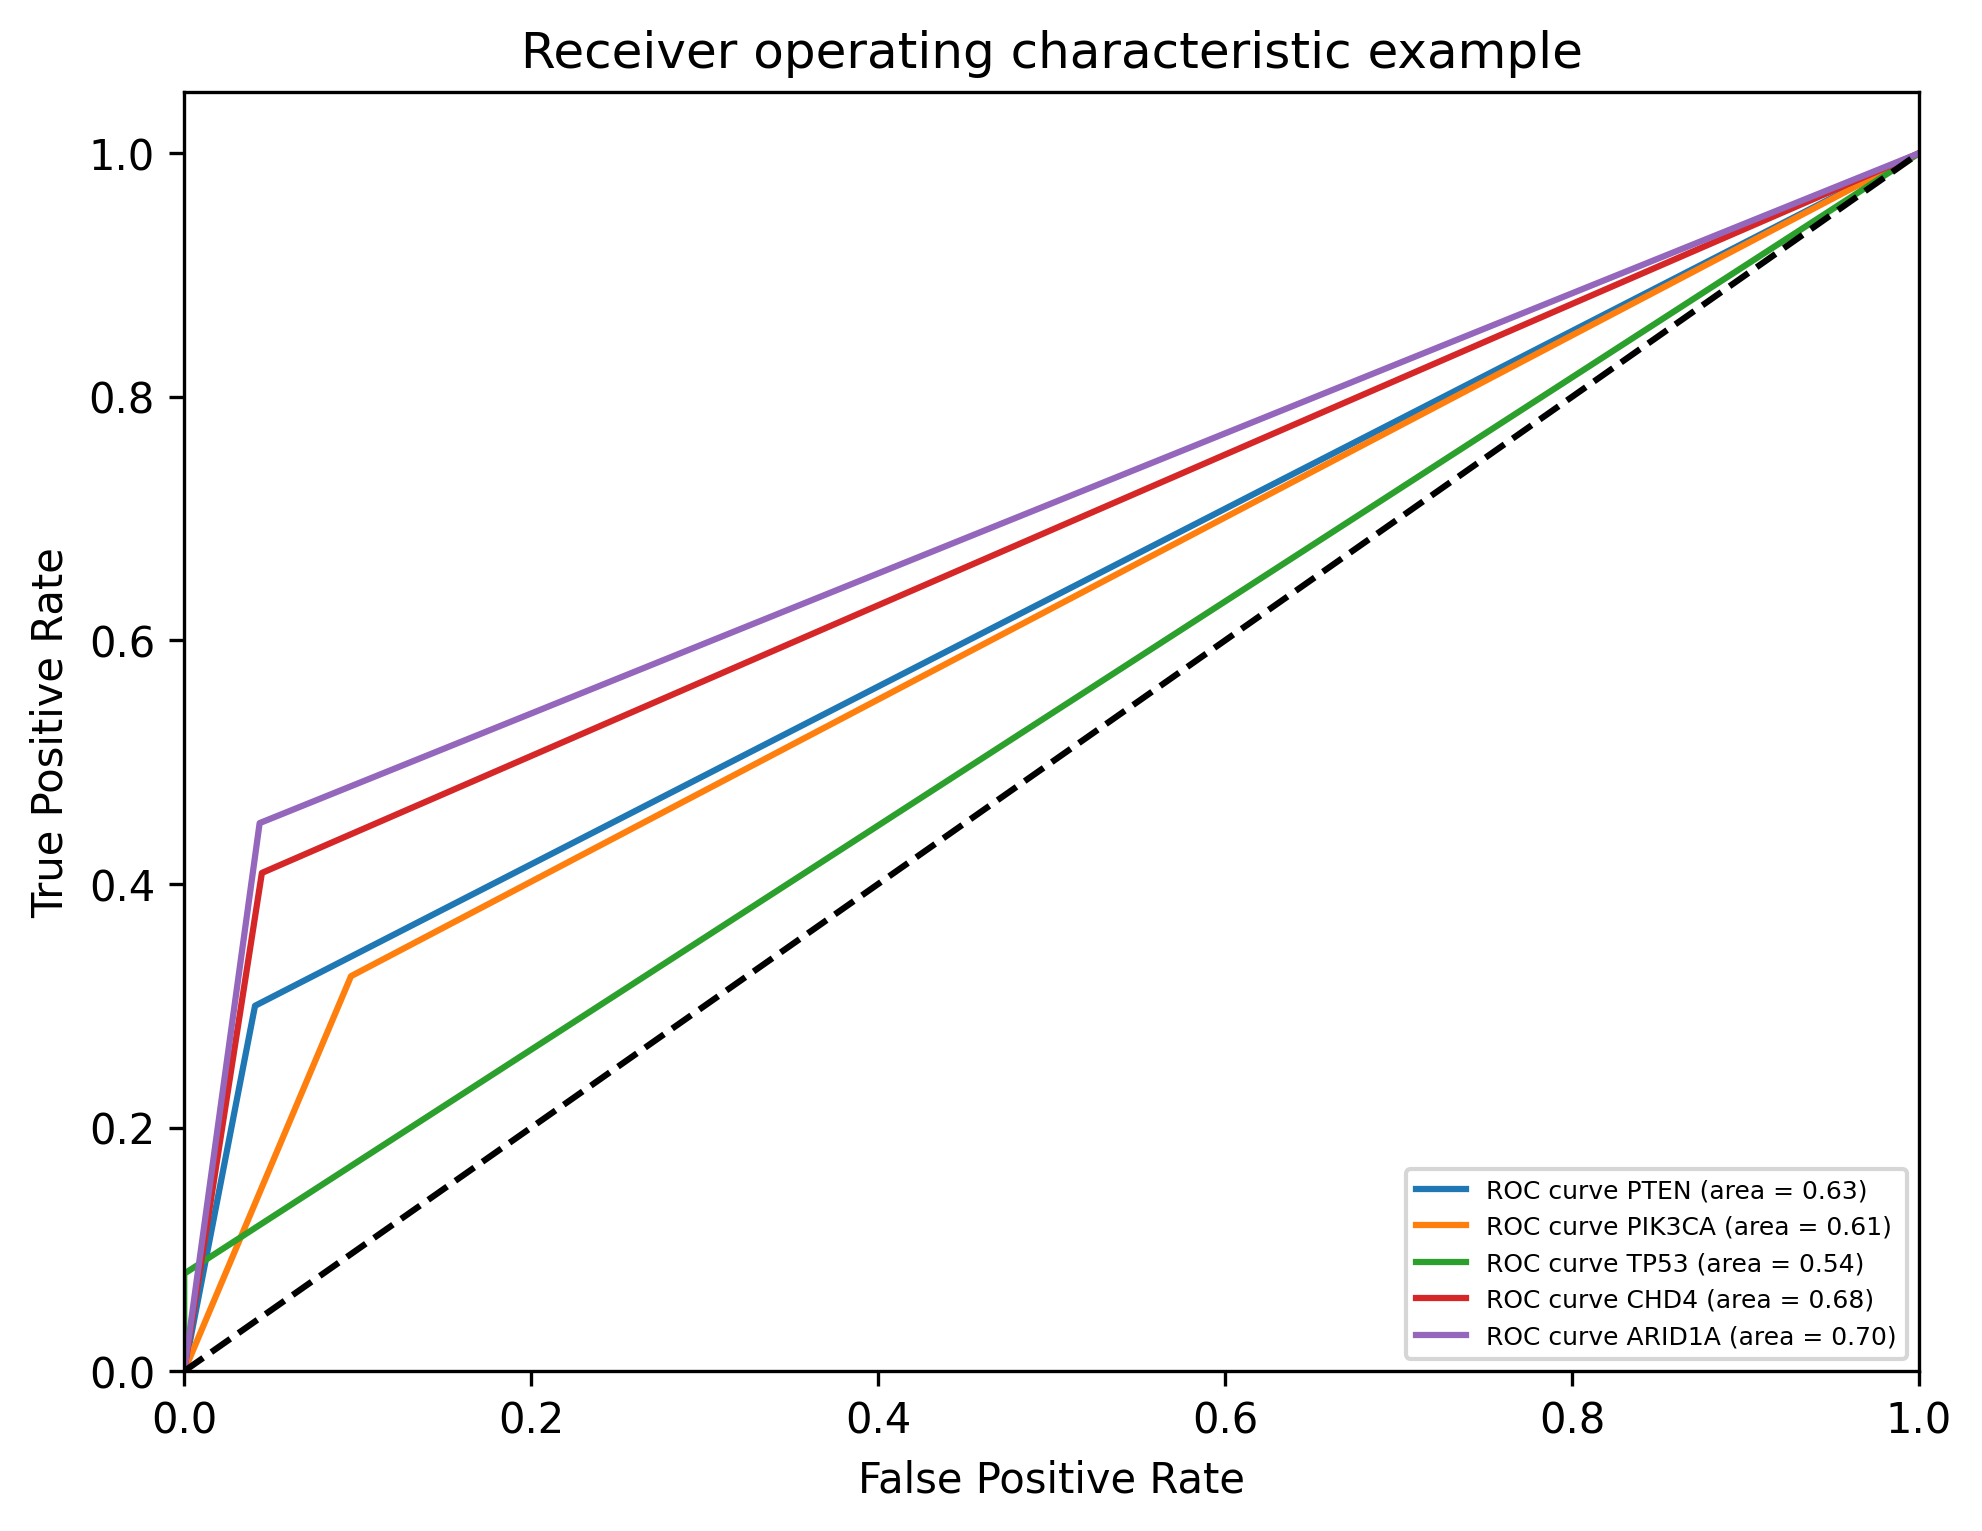 Receiver operating characteristic example
True Positive Rate
1.0
0.8
0.6
0.4
0.2
0.0
ROC curve PTEN (area = 0.63)
ROC curve PIK3CA (area = 0.61)
ROC curve TP53 (area = 0.54)
ROC curve CHD4 (area = 0.68)
ROC curve ARID1A (area = 0.70)
0.0 0.2 0.4 0.6 0.8 1.0
False Positive Rate